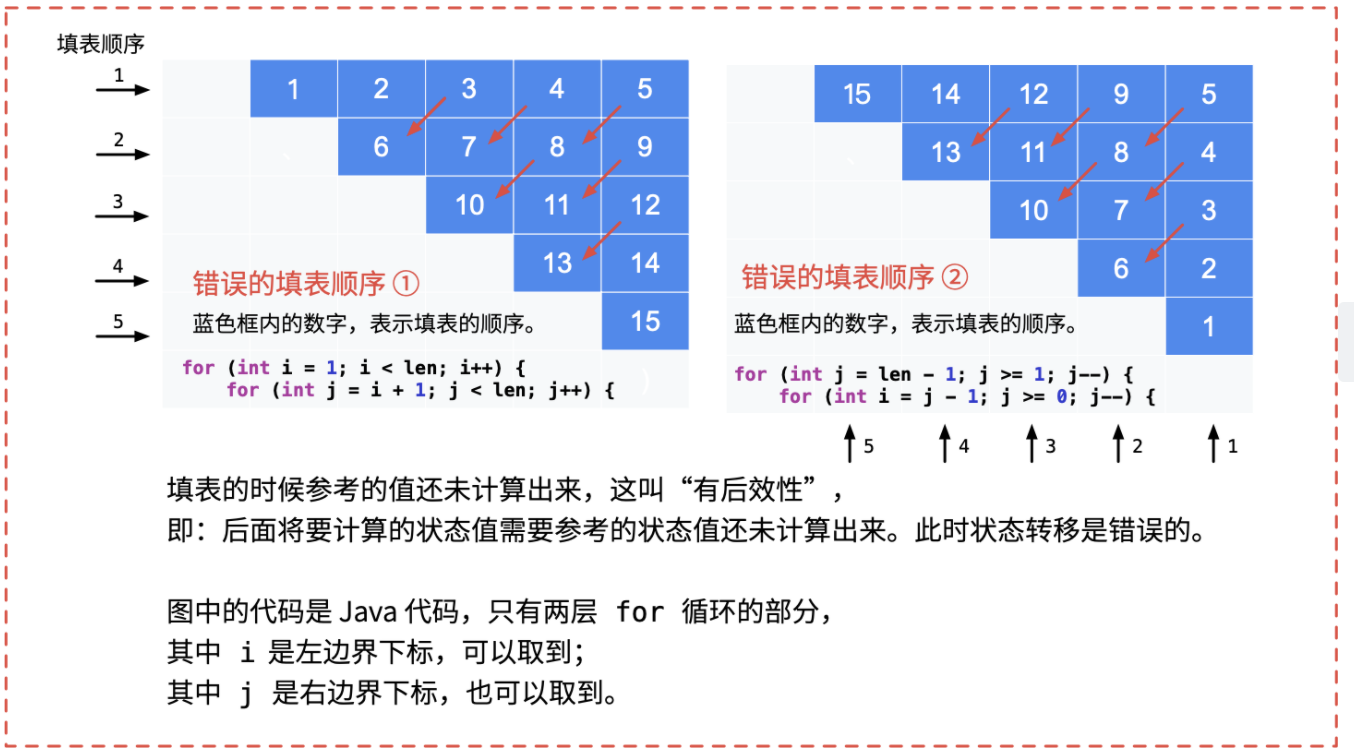 填表顺序
1
2
3
4
5
1 2 3 4 5
6 7 8 9
10 11 12
13 14
15
错误的填表顺序 ①
蓝色框内的数字，表示填表的顺序。
for (int i = 1; i < len; i++) {
for (int j = i + 1; j < len; j++) {
15 14 12 9 5
13 11 8 4
10 7 3
6 2
1
错误的填表顺序 ②
蓝色框内的数字，表示填表的顺序。
for (int j = len - 1; j >= 1; j--) {
for (int i = j - 1; j >= 0; j--) {
5 4 3 2 1
填表的时候参考的值还未计算出来，这叫“有后效性”，
即：后面将要计算的状态值需要参考的状态值还未计算出来。此时状态转移是错误的。
图中的代码是 Java 代码，只有两层 for 循环的部分，
其中 i 是左边界下标，可以取到；
其中 j 是右边界下标，也可以取到。